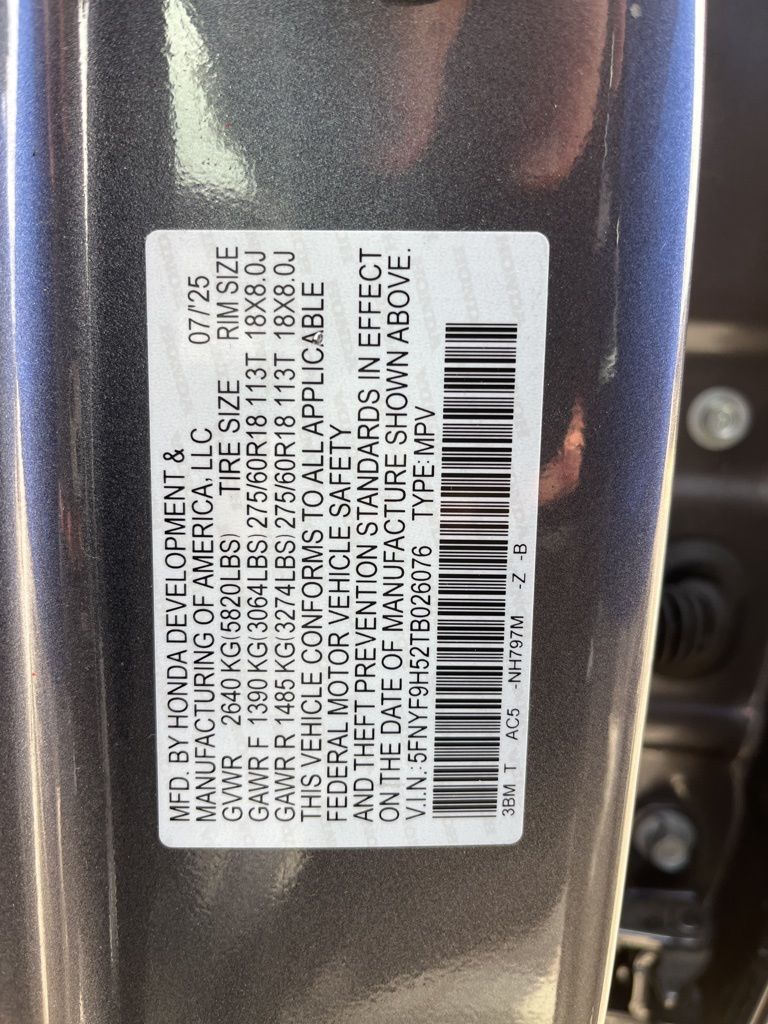 MFD. BY HONDA DEVELOPMENT &
MANUFACTURING OF AMERICA, LLC 07/'25
GVWR 2640 KG(5820LBS) TIRE SIZE RIM SIZE
GAWR F 1390 KG(3064LBS)275/60R18 113T 18X8.0J
GAWR R 1485 KG(3274LBS)275/60R18 113T 18X8.0J
THIS VEHICLE CONFORMS TO ALL APPLICABLE
FEDERAL MOTOR VEHICLE SAFETY
AND THEFT PREVENTION STANDARDS IN EFFECT
ON THE DATE OF MANUFACTURE SHOWN ABOVE.
V.I.N.:5FNYF9H52TB026076 TYPE:MPV
3BM T AC5 -NH797M -Z -B